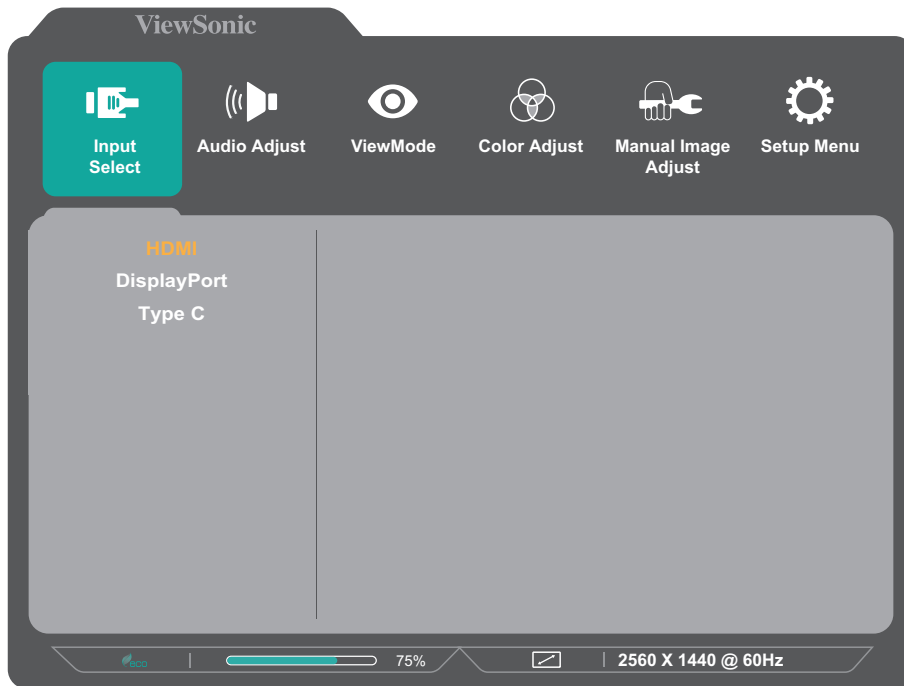 ViewSonic
Input Select
Audio Adjust
ViewMode
Color Adjust
Manual Image Adjust
Setup Menu
HDMI
DisplayPort
Type C
eco
75%
2560 X 1440 @ 60Hz